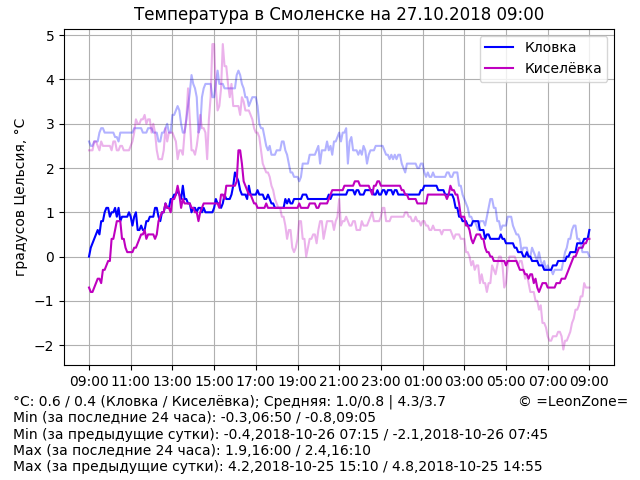 Температура в Смоленске на 27.10.2018 09:00
5
4
3
2
1
0
−1
−2
градусов Цельсия, °C
Кловка
Киселёвка
09:00 11:00 13:00 15:00 17:00 19:00 21:00 23:00 01:00 03:00 05:00 07:00 09:00
°C: 0.6 / 0.4 (Кловка / Киселёвка); Средняя: 1.0/0.8 | 4.3/3.7 © =LeonZone=
Min (за последние 24 часа): -0.3,06:50 / -0.8,09:05
Min (за предыдущие сутки): -0.4,2018-10-26 07:15 / -2.1,2018-10-26 07:45
Max (за последние 24 часа): 1.9,16:00 / 2.4,16:10
Max (за предыдущие сутки): 4.2,2018-10-25 15:10 / 4.8,2018-10-25 14:55